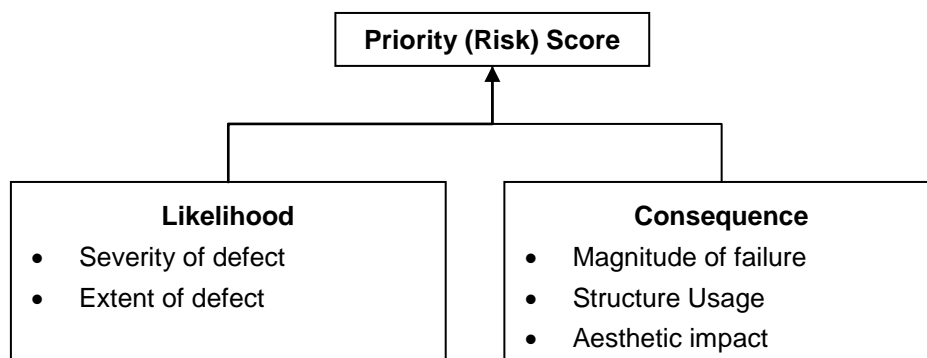 Priority (Risk) Score
Likelihood
• Severity of defect
• Extent of defect
Consequence
• Magnitude of failure
• Structure Usage
• Aesthetic impact